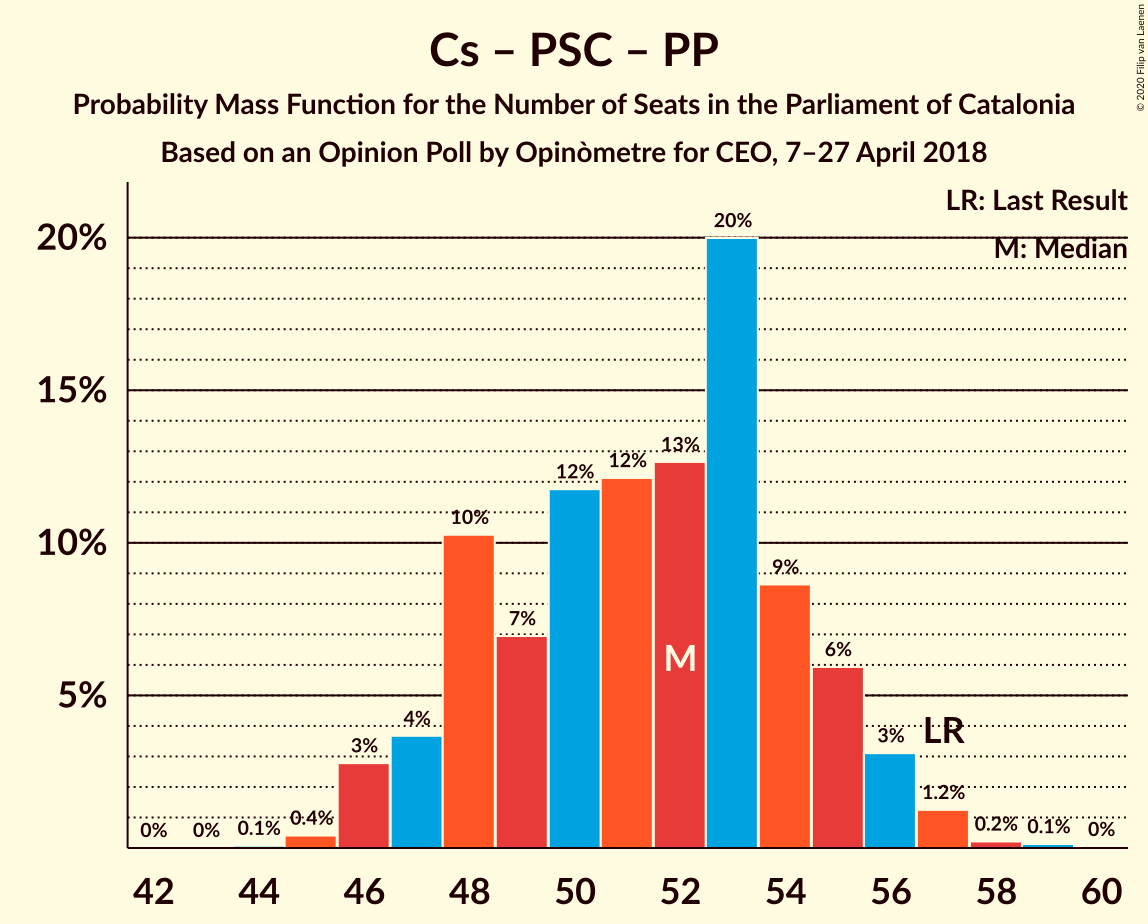 Cs – PSC – PP
Probability Mass Function for the Number of Seats in the Parliament of Catalonia
Based on an Opinion Poll by Opinòmetre for CEO, 7–27 April 2018
© 2020 Filip van Laenen
LR: Last Result
M: Median
20%
15%
10%
5%
0% 0% 0.1% 0.4% 3% 4% 10% 7% 12% 12% 13% 20% 9% 6% 3% 1.2% 0.2% 0.1% 0%
M
LR
42 44 46 48 50 52 54 56 58 60